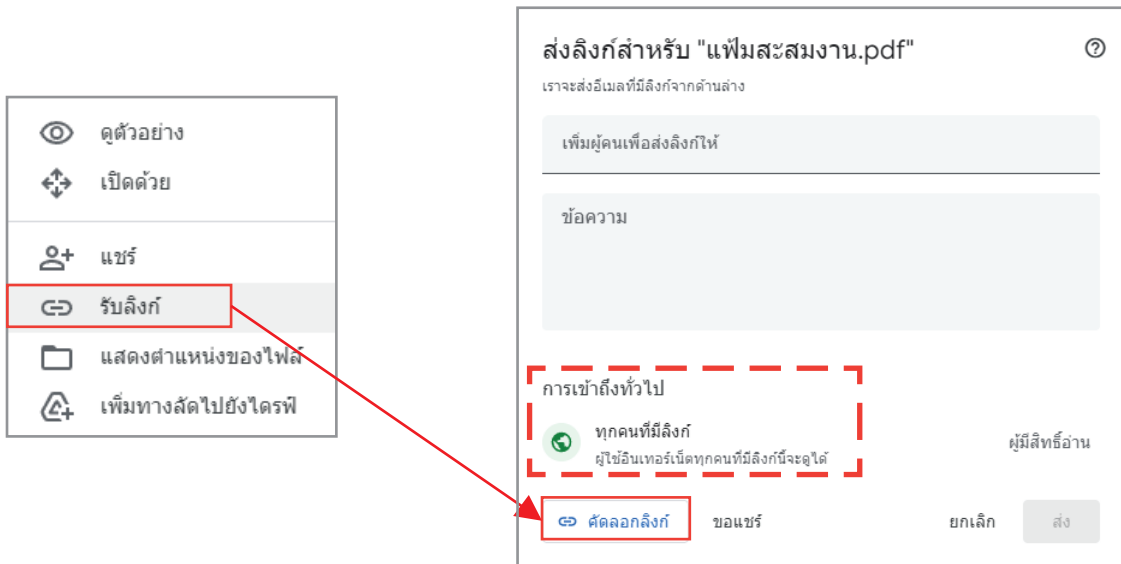 ดูตัวอย่าง
เปิดด้วย
แชร์
รับลิงก์
แสดงตำแหน่งของไฟล์
เพิ่มทางลัดไปยังไดรฟ์
ส่งลิงก์สำหรับ "แฟ้มสะสมงาน.pdf"
เราจะส่งอีเมลที่มีลิงก์จากด้านล่าง
เพิ่มผู้คนเพื่อส่งลิงก์ให้
ข้อความ
การเข้าถึงทั่วไป
ทุกคนที่มีลิงก์
ผู้มีสิทธิ์อ่าน
ผู้ใช้อินเทอร์เน็ตทุกคนที่มีลิงก์นี้จะดูได้
คัดลอกลิงก์ ขอแชร์ ยกเลิก ส่ง